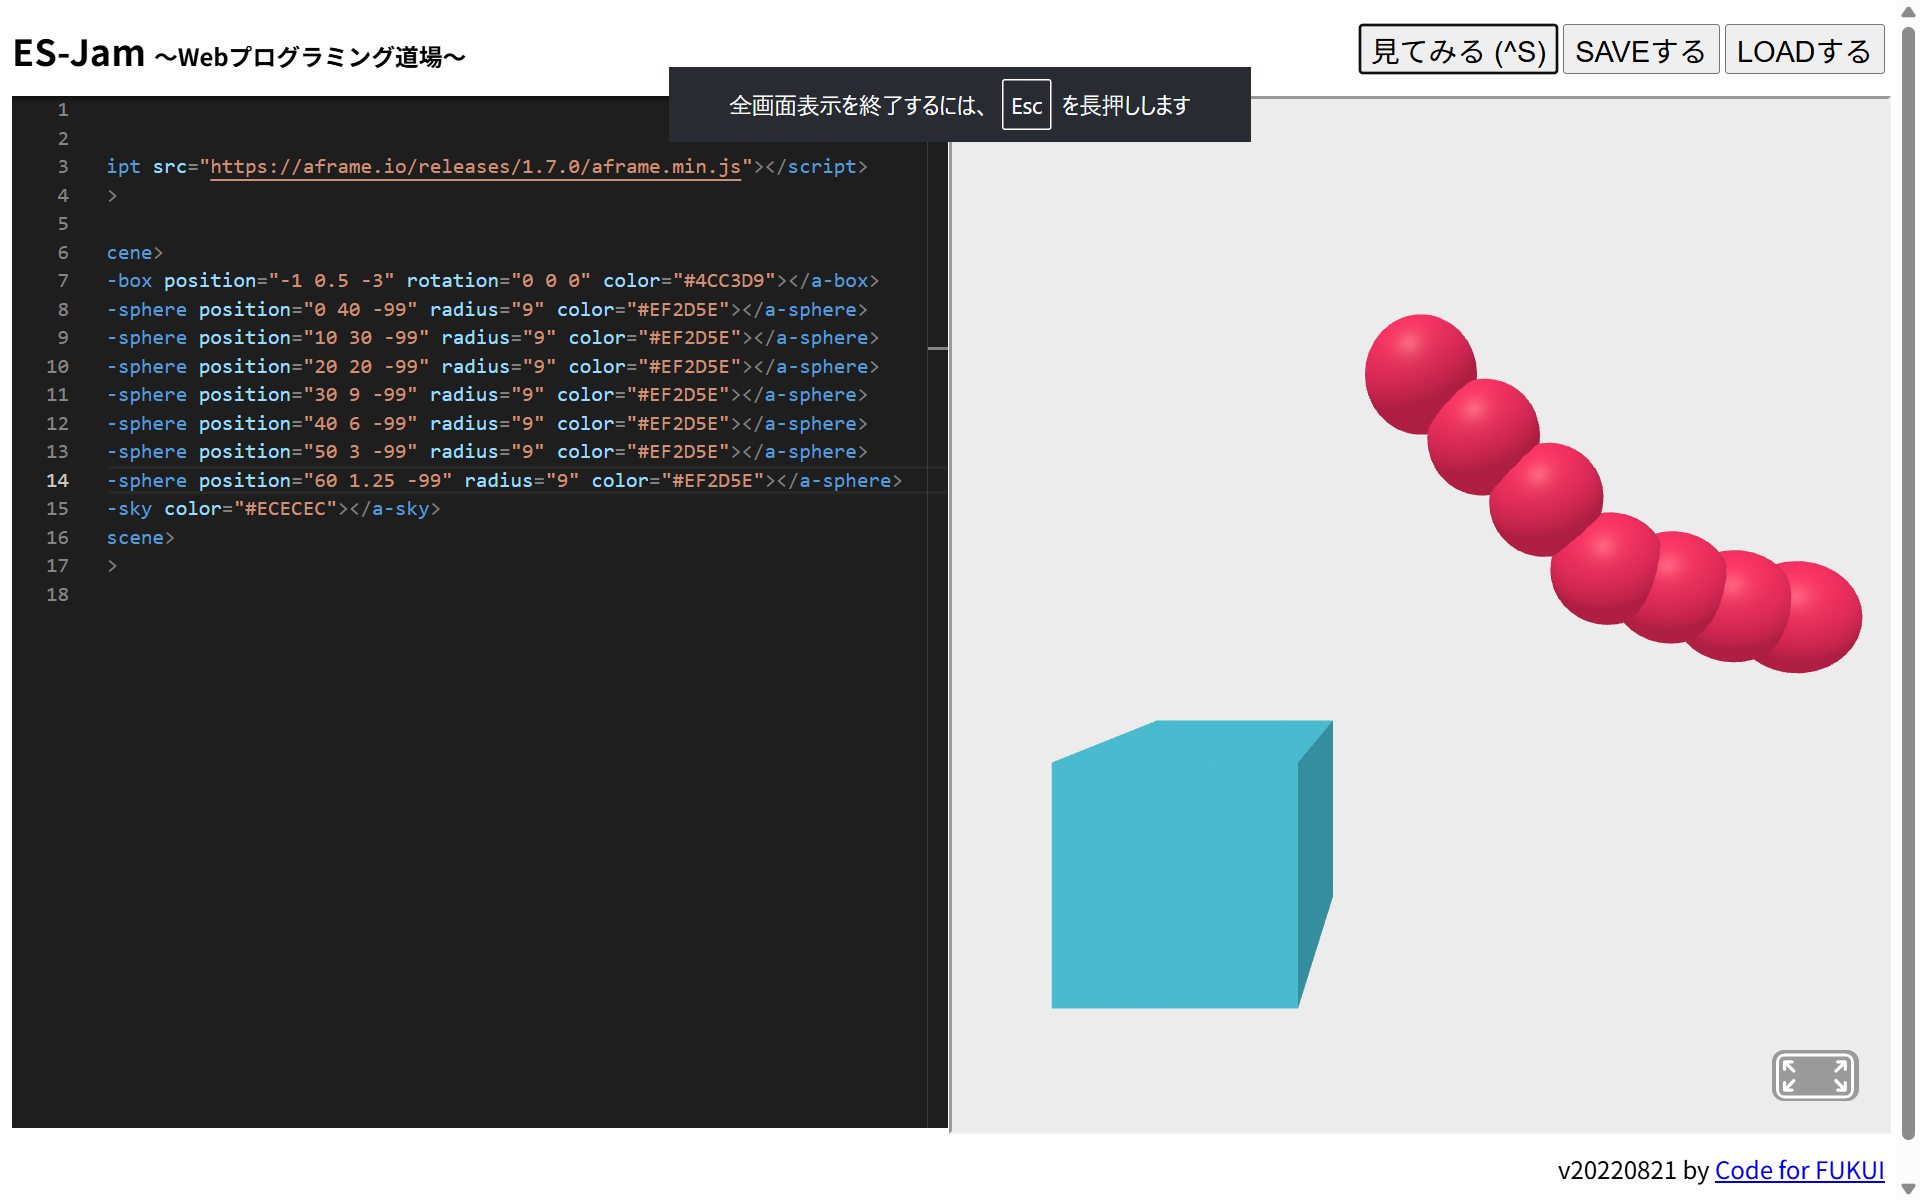 ES-Jam 〜Webプログラミング道場〜
見てみる (^S) SAVEする LOADする
全画面表示を終了するには、 Esc を長押しします
1
2
3 ipt src="https://aframe.io/releases/1.7.0/aframe.min.js"></script>
4 >
5
6 cene>
7 -box position="-1 0.5 -3" rotation="0 0 0" color="#4CC3D9"></a-box>
8 -sphere position="0 40 -99" radius="9" color="#EF2D5E"></a-sphere>
9 -sphere position="10 30 -99" radius="9" color="#EF2D5E"></a-sphere>
10 -sphere position="20 20 -99" radius="9" color="#EF2D5E"></a-sphere>
11 -sphere position="30 9 -99" radius="9" color="#EF2D5E"></a-sphere>
12 -sphere position="40 6 -99" radius="9" color="#EF2D5E"></a-sphere>
13 -sphere position="50 3 -99" radius="9" color="#EF2D5E"></a-sphere>
14 -sphere position="60 1.25 -99" radius="9" color="#EF2D5E"></a-sphere>
15 -sky color="#ECECEC"></a-sky>
16 scene>
17 >
18
v20220821 by Code for FUKUI